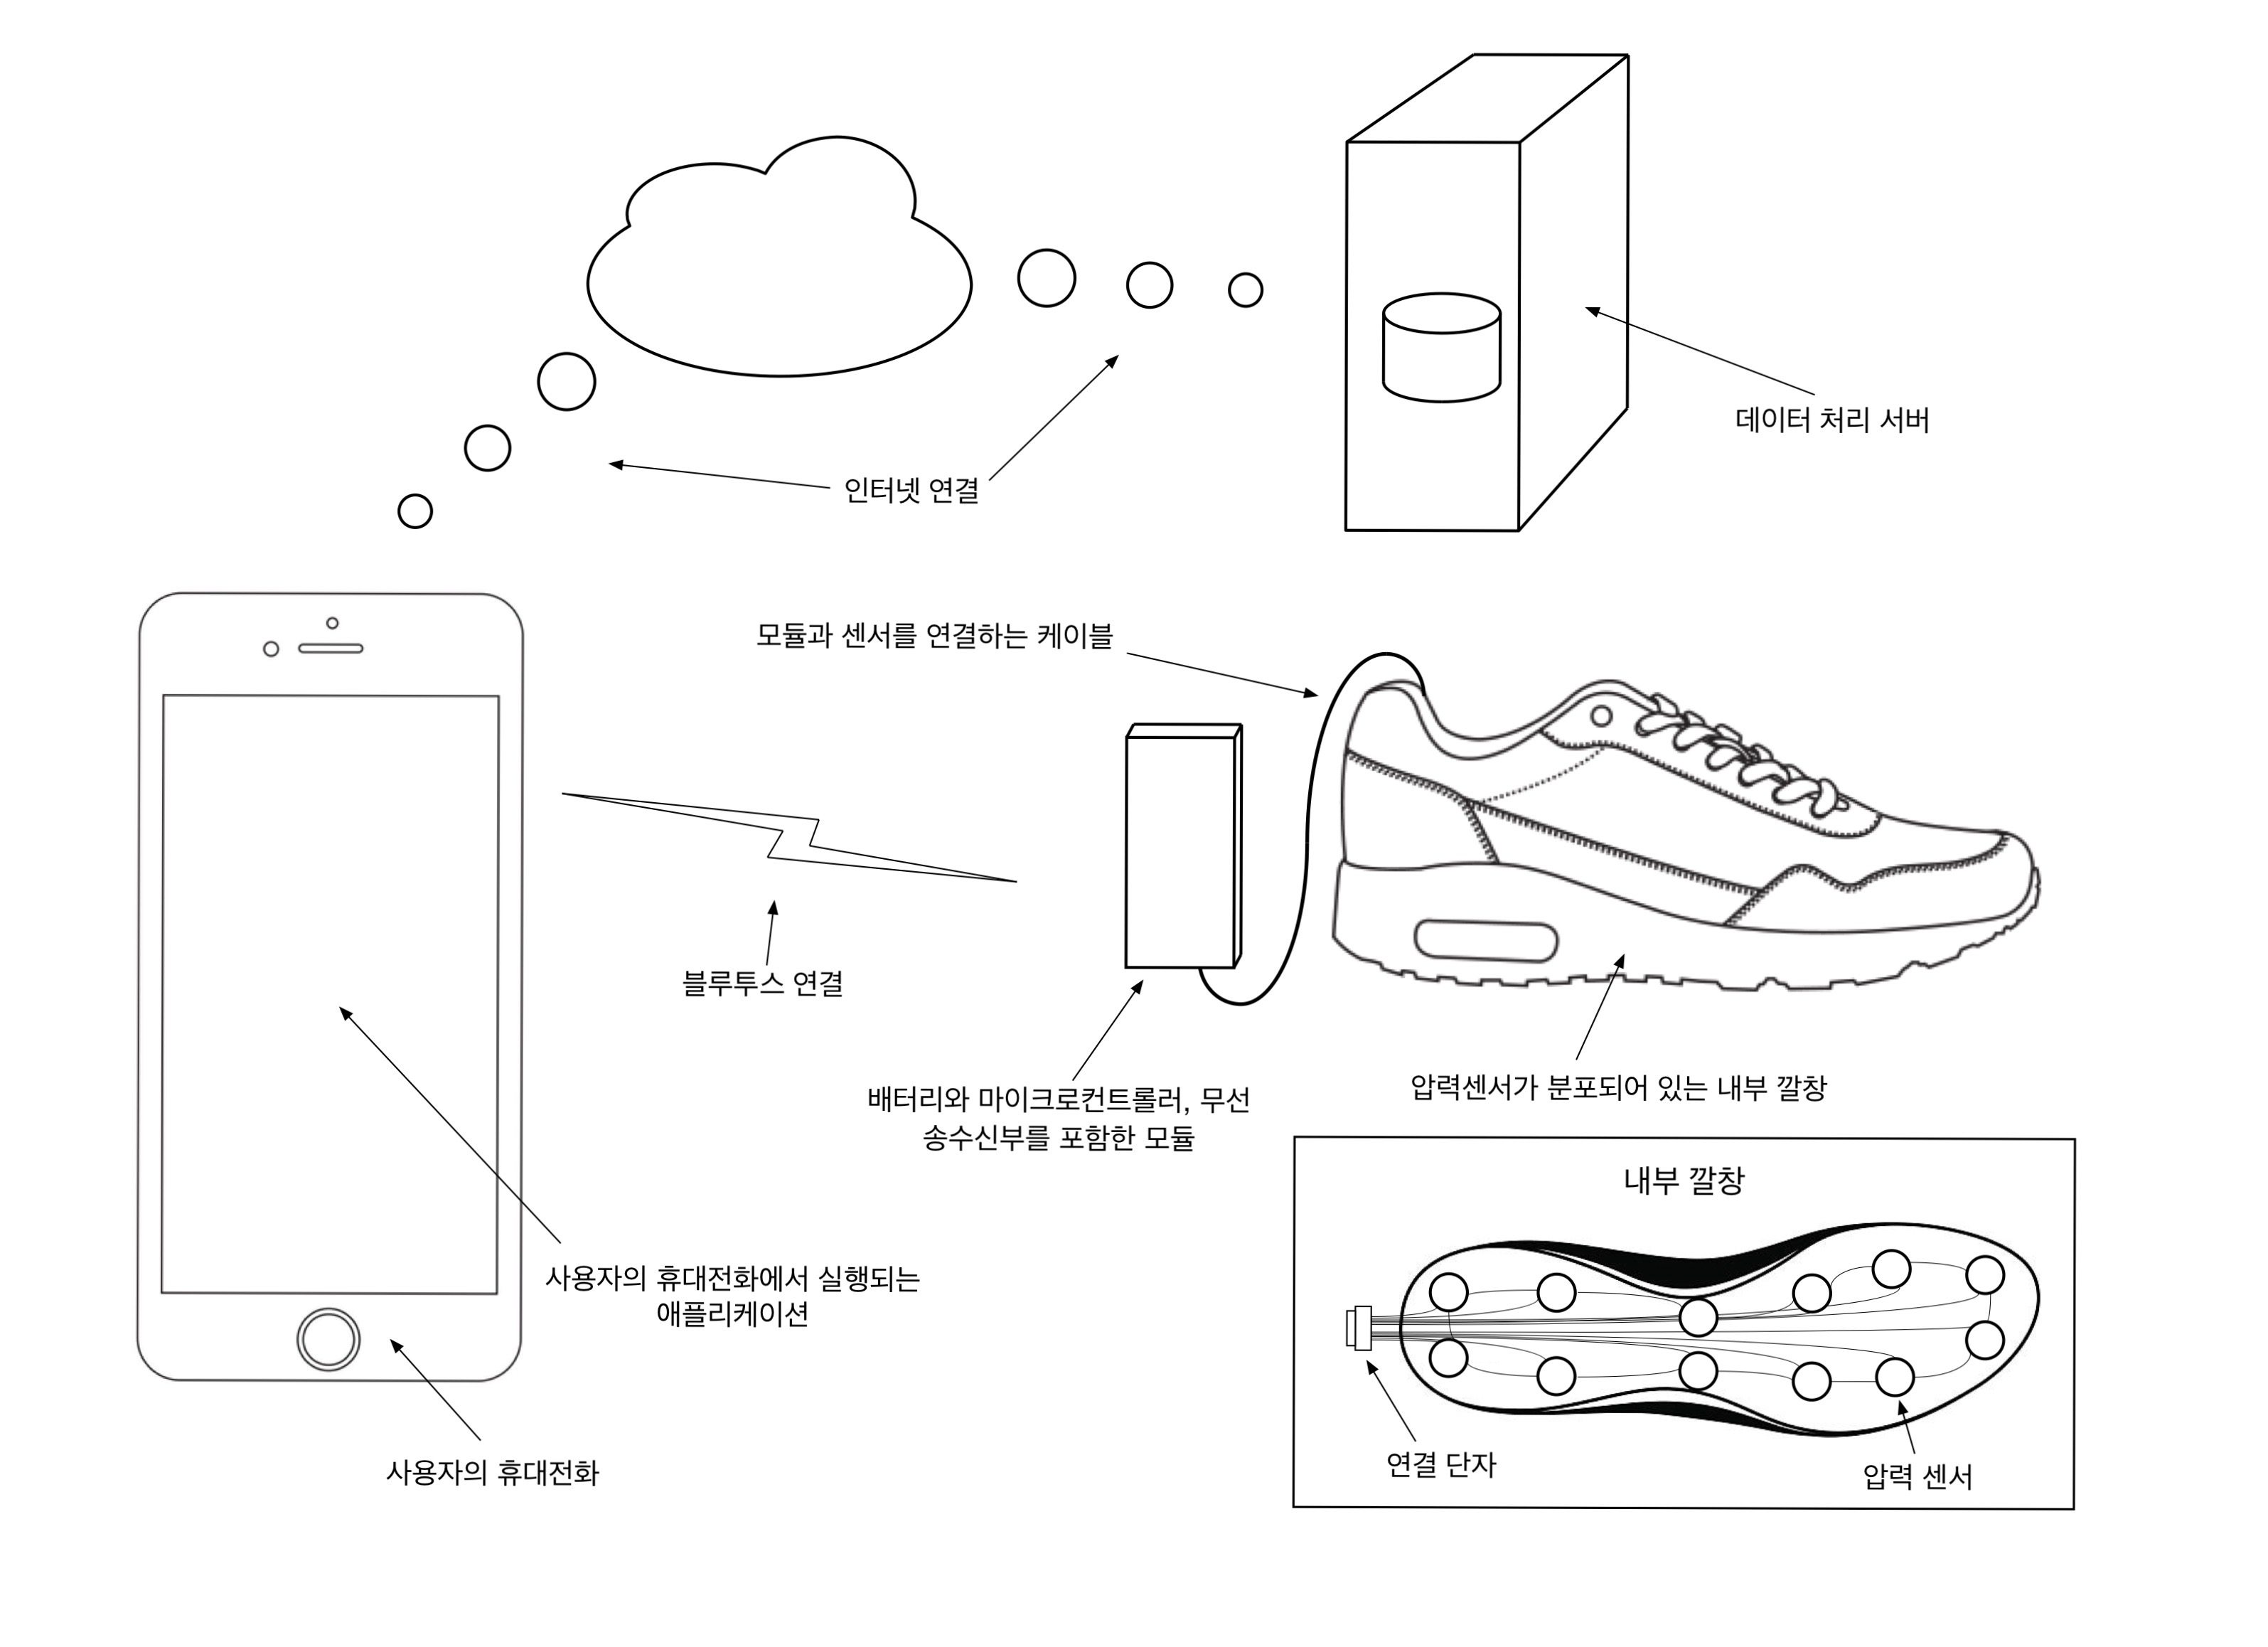 데이터 처리 서버
인터넷 연결
모듈과 센서를 연결하는 케이블
블루투스 연결
배터리와 마이크로컨트롤러, 무선
송수신부를 포함한 모듈
압력센서가 분포되어 있는 내부 깔창
내부 깔창
사용자의 휴대전화에서 실행되는
애플리케이션
연결 단자
압력 센서
사용자의 휴대전화